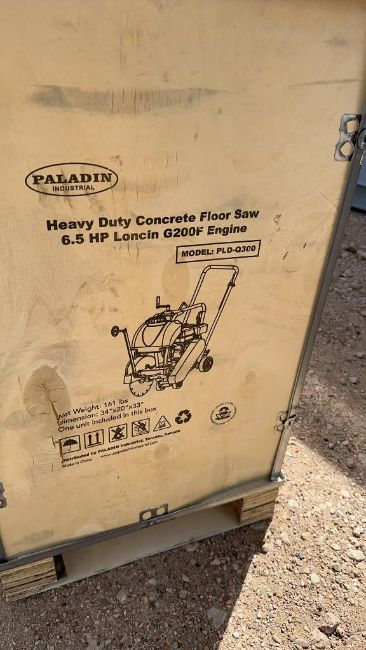 PALADIN
INDUSTRIAL
Heavy Duty Concrete Floor Saw
6.5 HP Loncin G200F Engine
MODEL: PLD-Q300
Net Weight: 161 lbs
Dimension: 34"x20"x33"
One unit included in this box
Distributed by PALADIN Industrial, Toronto, Canada
Made in China